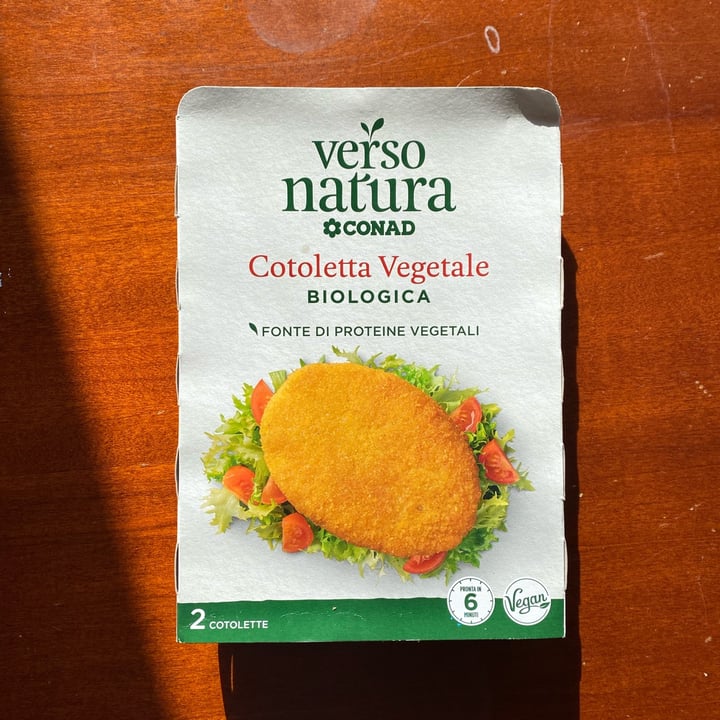 verso
natura
CONAD
Cotoletta Vegetale
BIOLOGICA
FONTE DI PROTEINE VEGETALI
PRONTA IN
6
MINUTI
Vegan
2 COTOLETTE